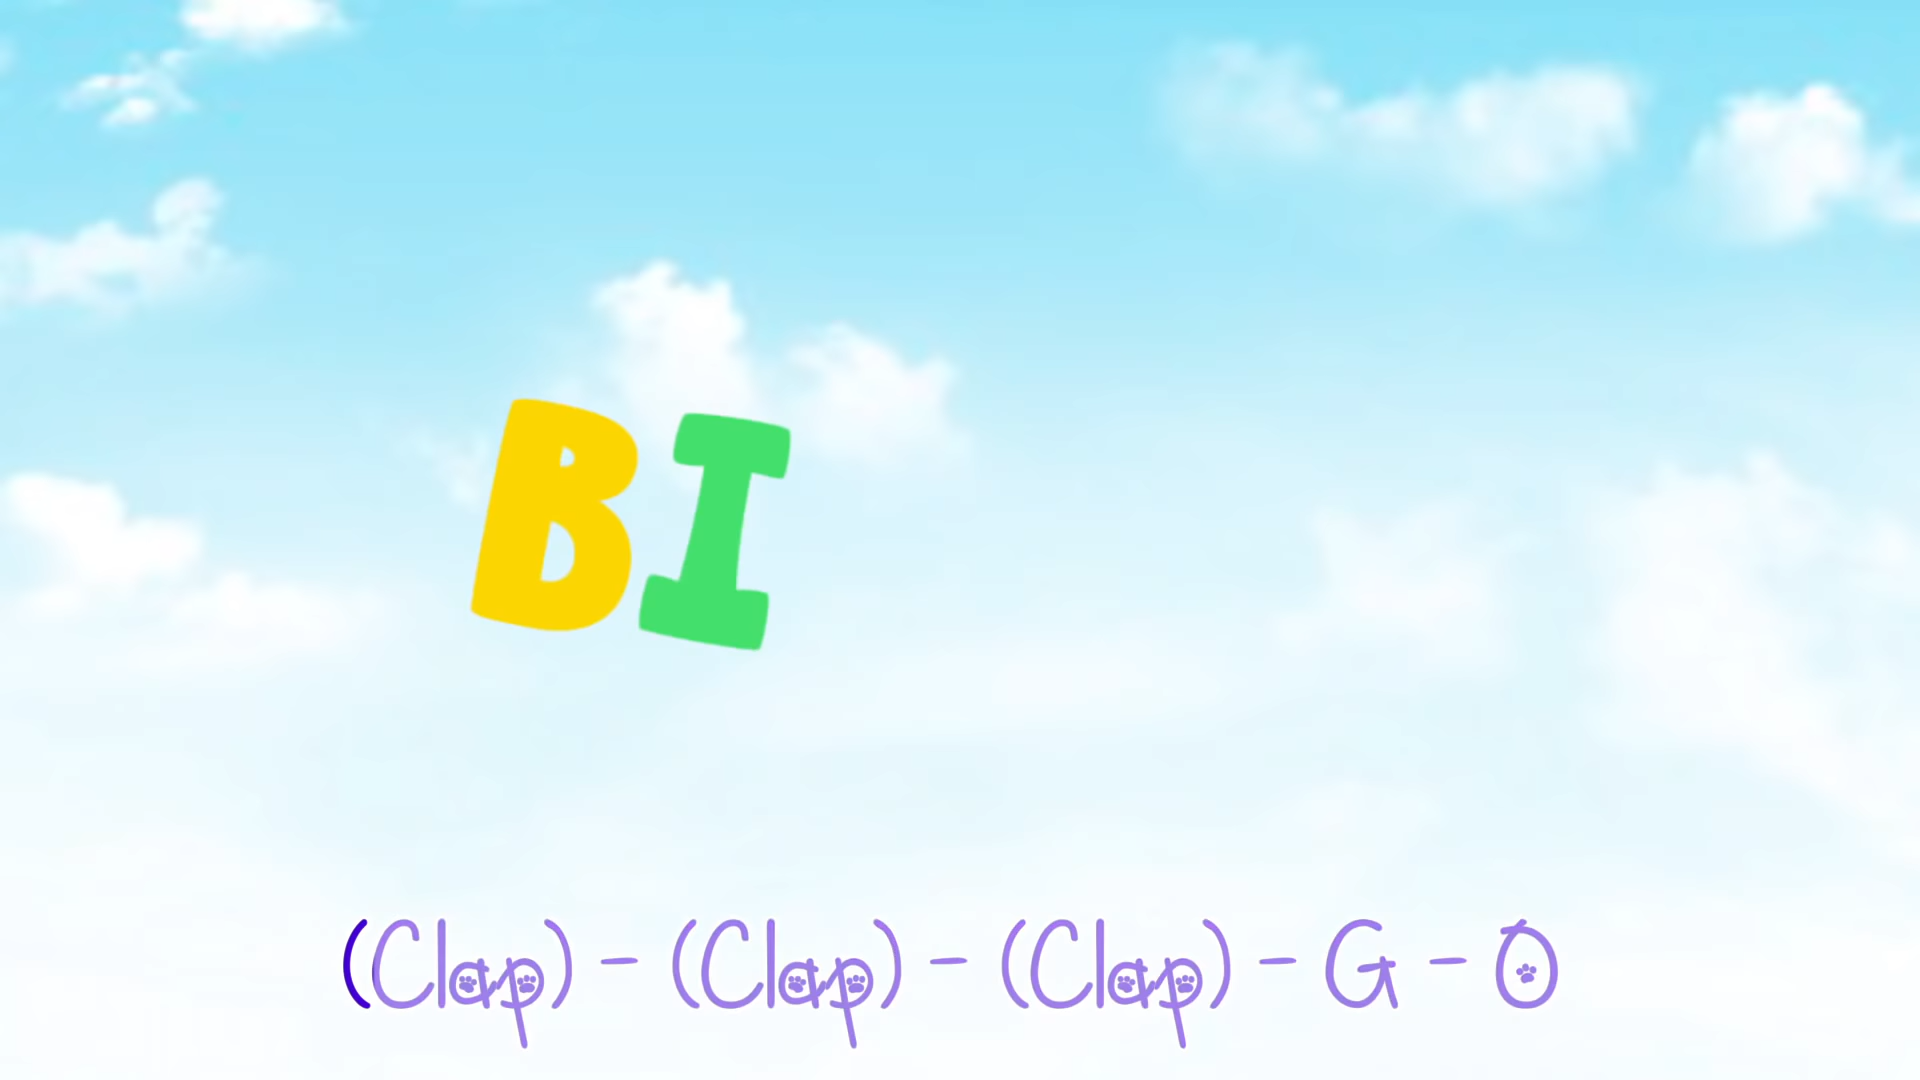 BI
(Clap) - (Clap) - (Clap) - G - O